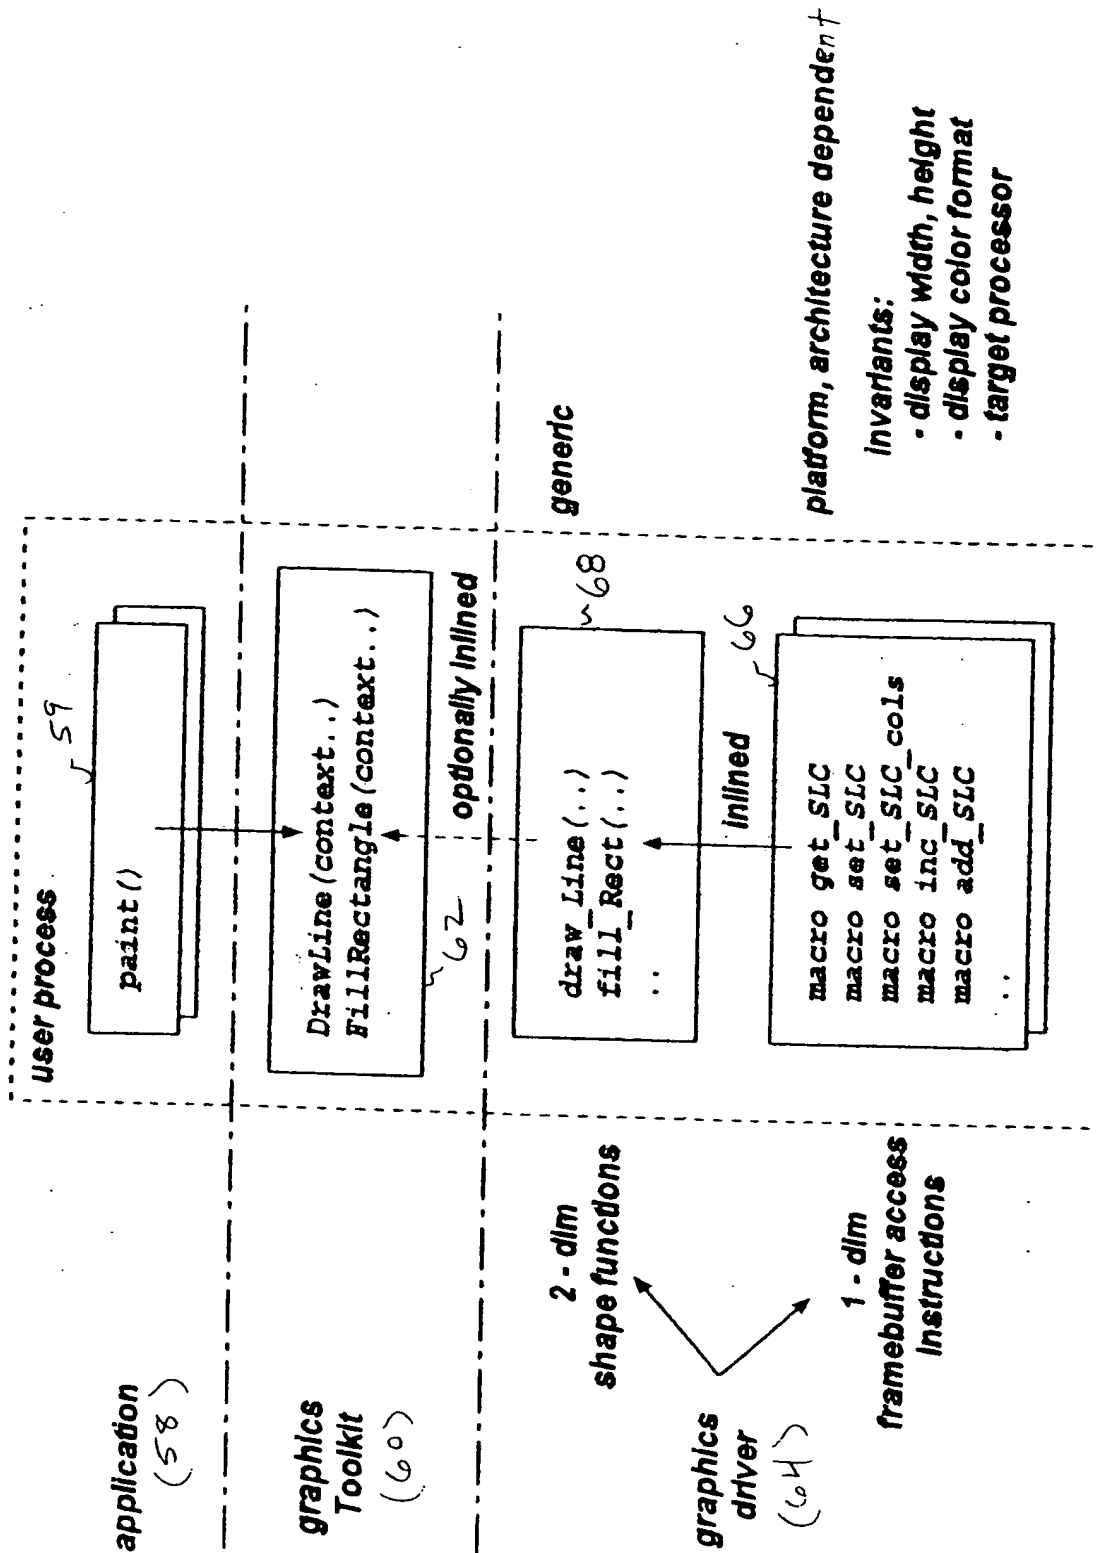 user process
59
application
(58)
paint()
graphics
Toolkit
(60)
DrawLine(context..)
FillRectangle(context..)
62
optionally inlined
graphics
driver
(64)
2 - dim
shape functions
draw_Line(..)
fill_Rect(..)
..
68
generic
inlined
1 - dim
framebuffer access
instructions
66
macro get_SLC
macro set_SLC
macro set_SLC_cols
macro inc_SLC
macro add_SLC
..
platform, architecture dependent
invariants:
- display width, height
- display color format
- target processor